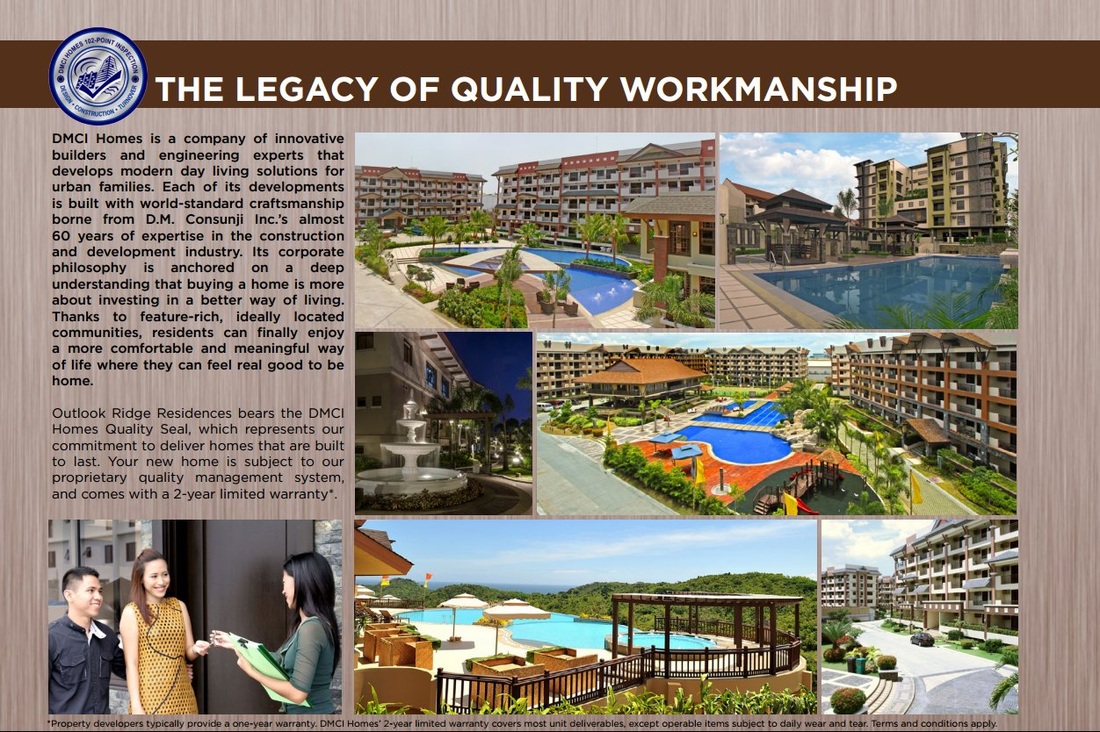 DMCI HOMES 102-POINT INSPECTION
DESIGN • CONSTRUCTION • TURNOVER
THE LEGACY OF QUALITY WORKMANSHIP
DMCI Homes is a company of innovative
builders and engineering experts that
develops modern day living solutions for
urban families. Each of its developments
is built with world-standard craftsmanship
borne from D.M. Consunji Inc.'s almost
60 years of expertise in the construction
and development industry. Its corporate
philosophy is anchored on a deep
understanding that buying a home is more
about investing in a better way of living.
Thanks to feature-rich, ideally located
communities, residents can finally enjoy
a more comfortable and meaningful way
of life where they can feel real good to be
home.
Outlook Ridge Residences bears the DMCI
Homes Quality Seal, which represents our
commitment to deliver homes that are built
to last. Your new home is subject to our
proprietary quality management system,
and comes with a 2-year limited warranty*.
*Property developers typically provide a one-year warranty. DMCI Homes' 2-year limited warranty covers most unit deliverables, except operable items subject to daily wear and tear. Terms and conditions apply.